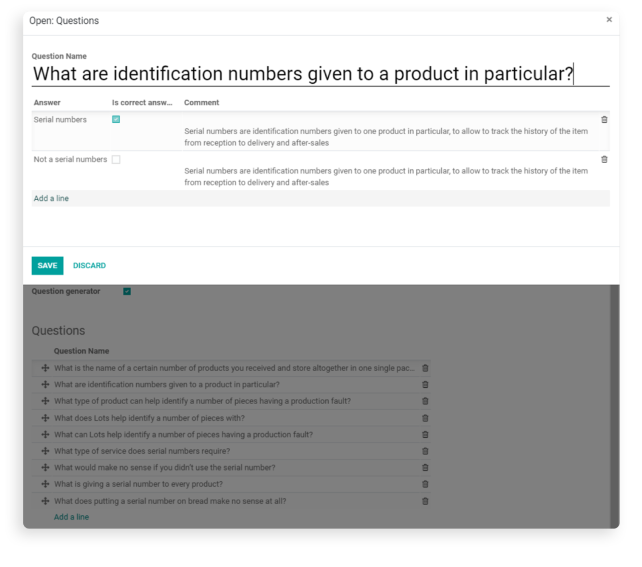 Open: Questions
×
Question Name
What are identification numbers given to a product in particular?
Answer Is correct answ... Comment
Serial numbers
Serial numbers are identification numbers given to one product in particular, to allow to track the history of the item
from reception to delivery and after-sales
Not a serial numbers
Serial numbers are identification numbers given to one product in particular, to allow to track the history of the item
from reception to delivery and after-sales
Add a line
SAVE DISCARD
Question generator
Questions
Question Name
What is the name of a certain number of products you received and store altogether in one single pac...
What are identification numbers given to a product in particular?
What type of product can help identify a number of pieces having a production fault?
What does Lots help identify a number of pieces with?
What can Lots help identify a number of pieces having a production fault?
What type of service does serial numbers require?
What would make no sense if you didn't use the serial number?
What is giving a serial number to every product?
What does putting a serial number on bread make no sense at all?
Add a line